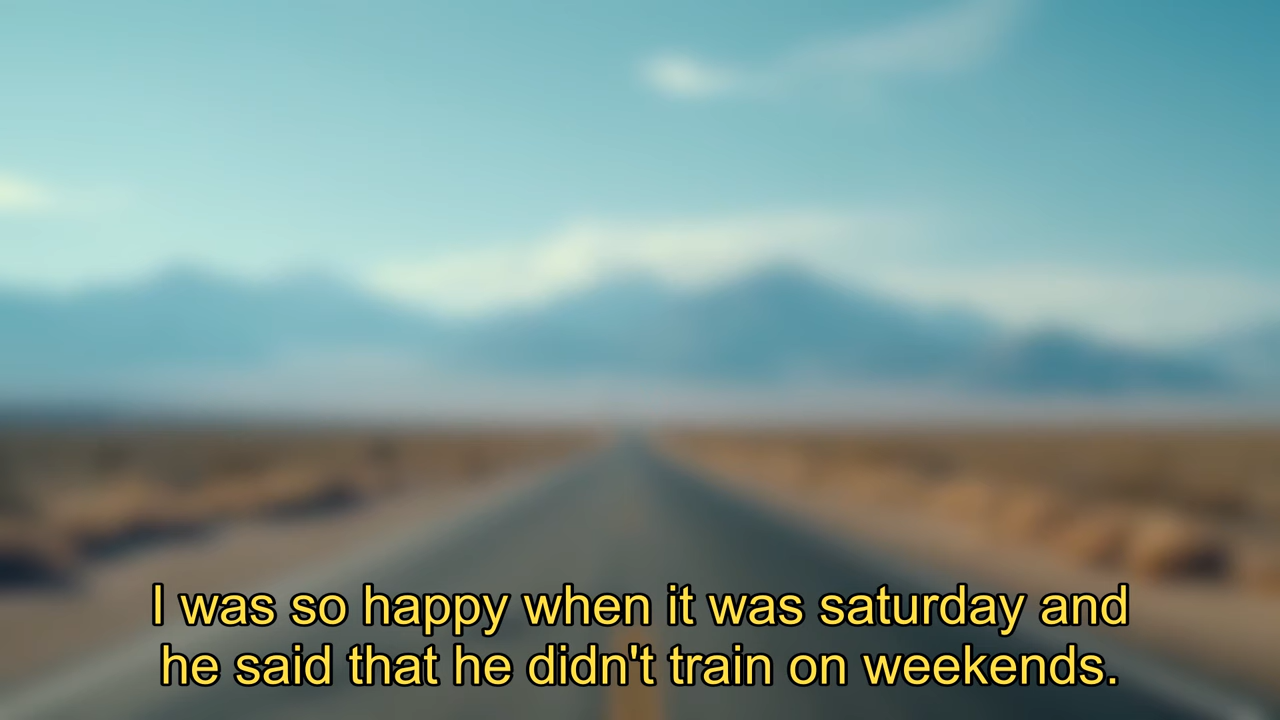 I was so happy when it was saturday and
he said that he didn't train on weekends.